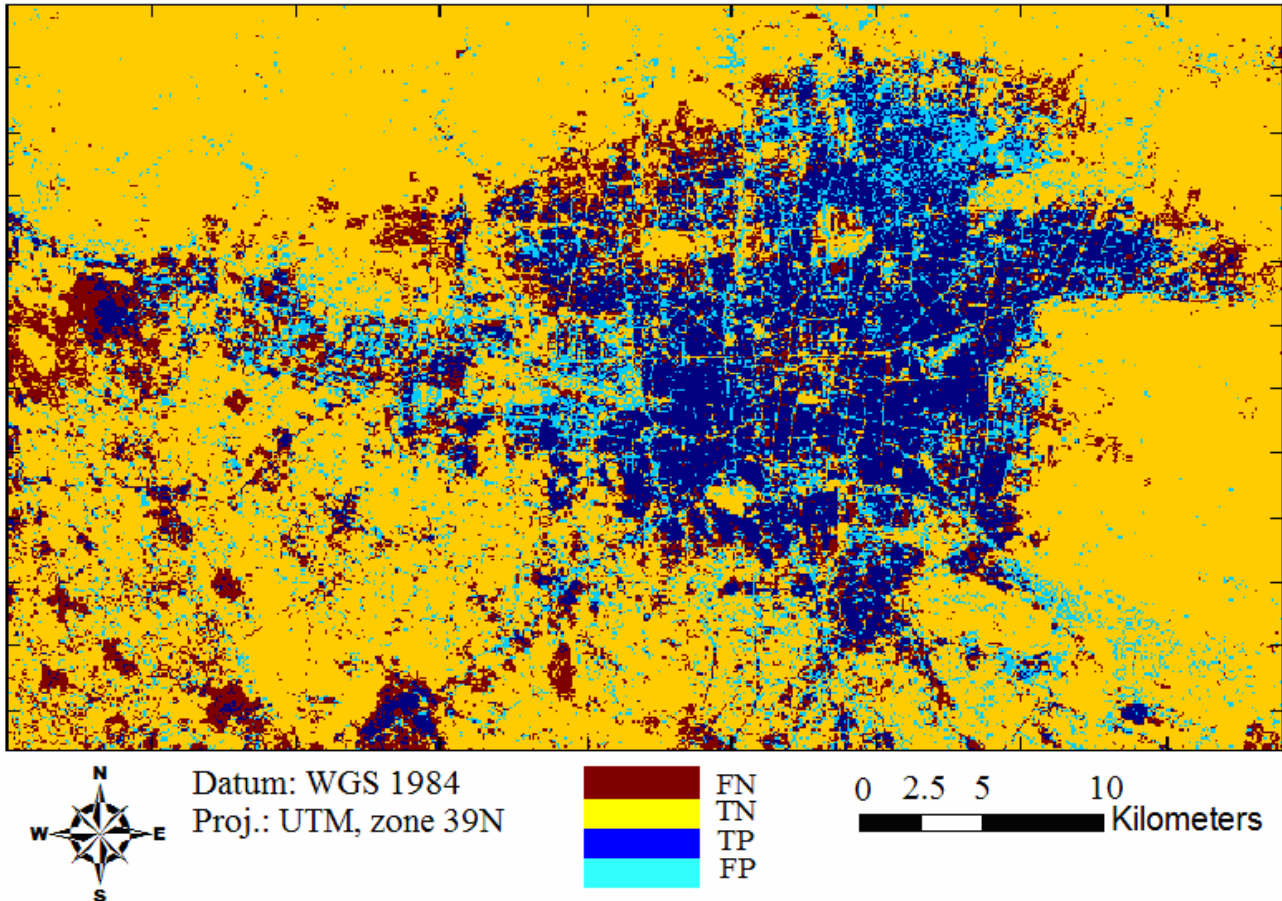 N
W E
S
Datum: WGS 1984
Proj.: UTM, zone 39N
FN
TN
TP
FP
0 2.5 5 10
Kilometers